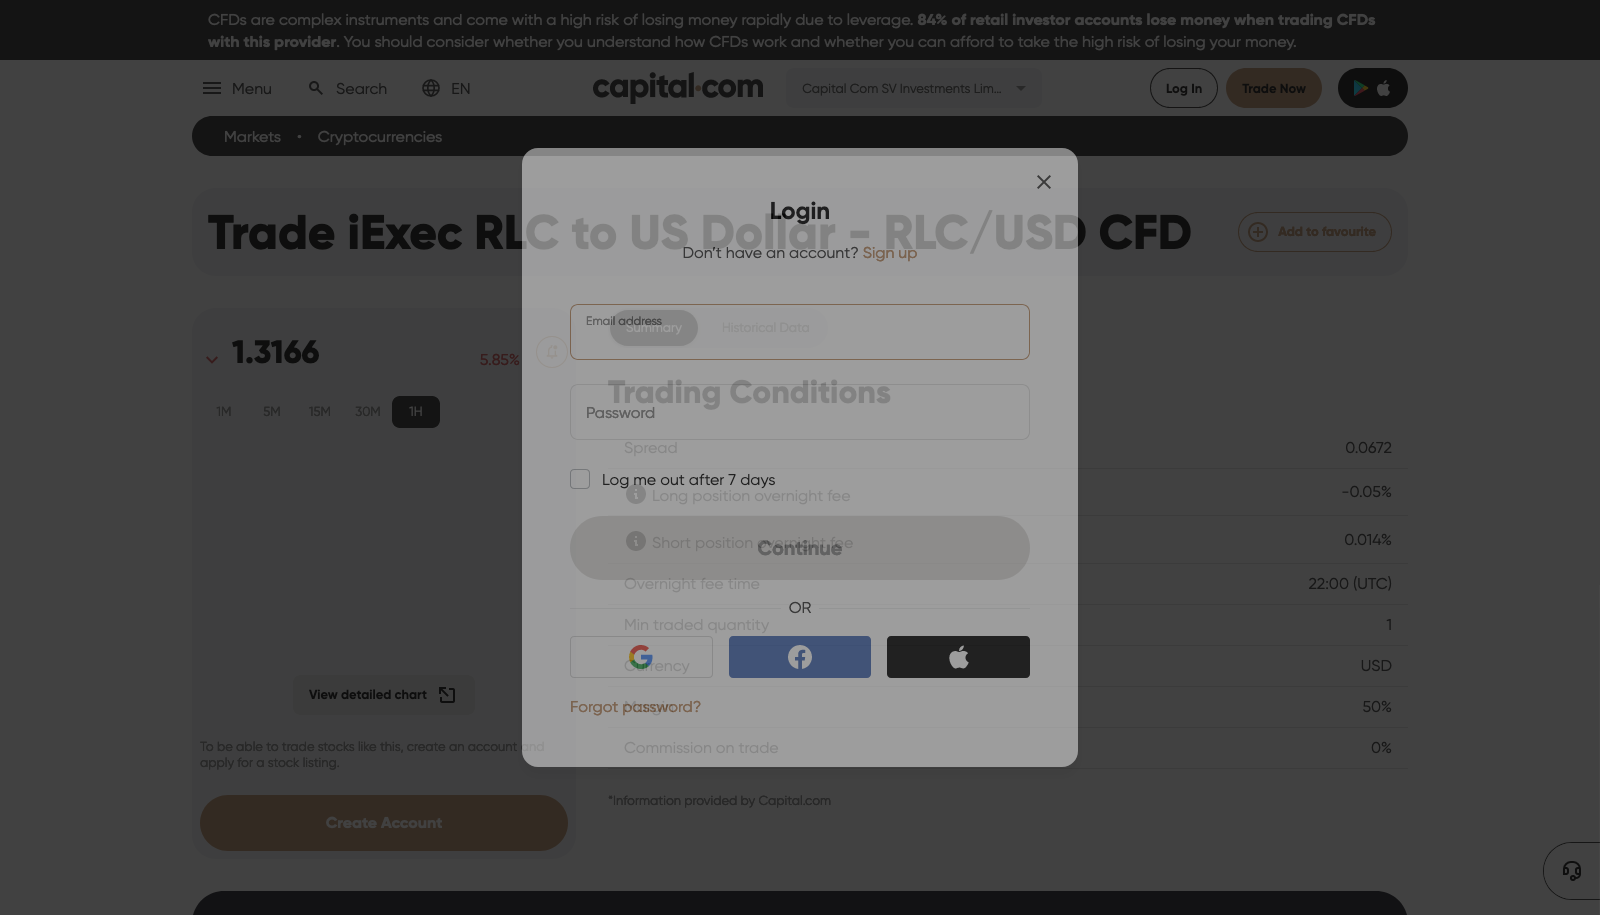 CFDs are complex instruments and come with a high risk of losing money rapidly due to leverage. 84% of retail investor accounts lose money when trading CFDs
with this provider. You should consider whether you understand how CFDs work and whether you can afford to take the high risk of losing your money.
Menu
Search
EN
capital.com
Capital Com SV Investments Lim...
Log In
Trade Now
Markets • Cryptocurrencies
Trade iExec RLC to US Dollar - RLC/USD CFD
Add to favourite
1.3166
5.85%
1M 5M 15M 30M 1H
View detailed chart
To be able to trade stocks like this, create an account and
apply for a stock listing.
Create Account
Login
Don't have an account? Sign up
Email address
Password
Log me out after 7 days
Continue
OR
Forgot password?
Summary
Historical Data
Trading Conditions
Spread 0.0672
Long position overnight fee -0.05%
Short position overnight fee 0.014%
Overnight fee time 22:00 (UTC)
Min traded quantity 1
Currency USD
50%
Commission on trade 0%
*Information provided by Capital.com